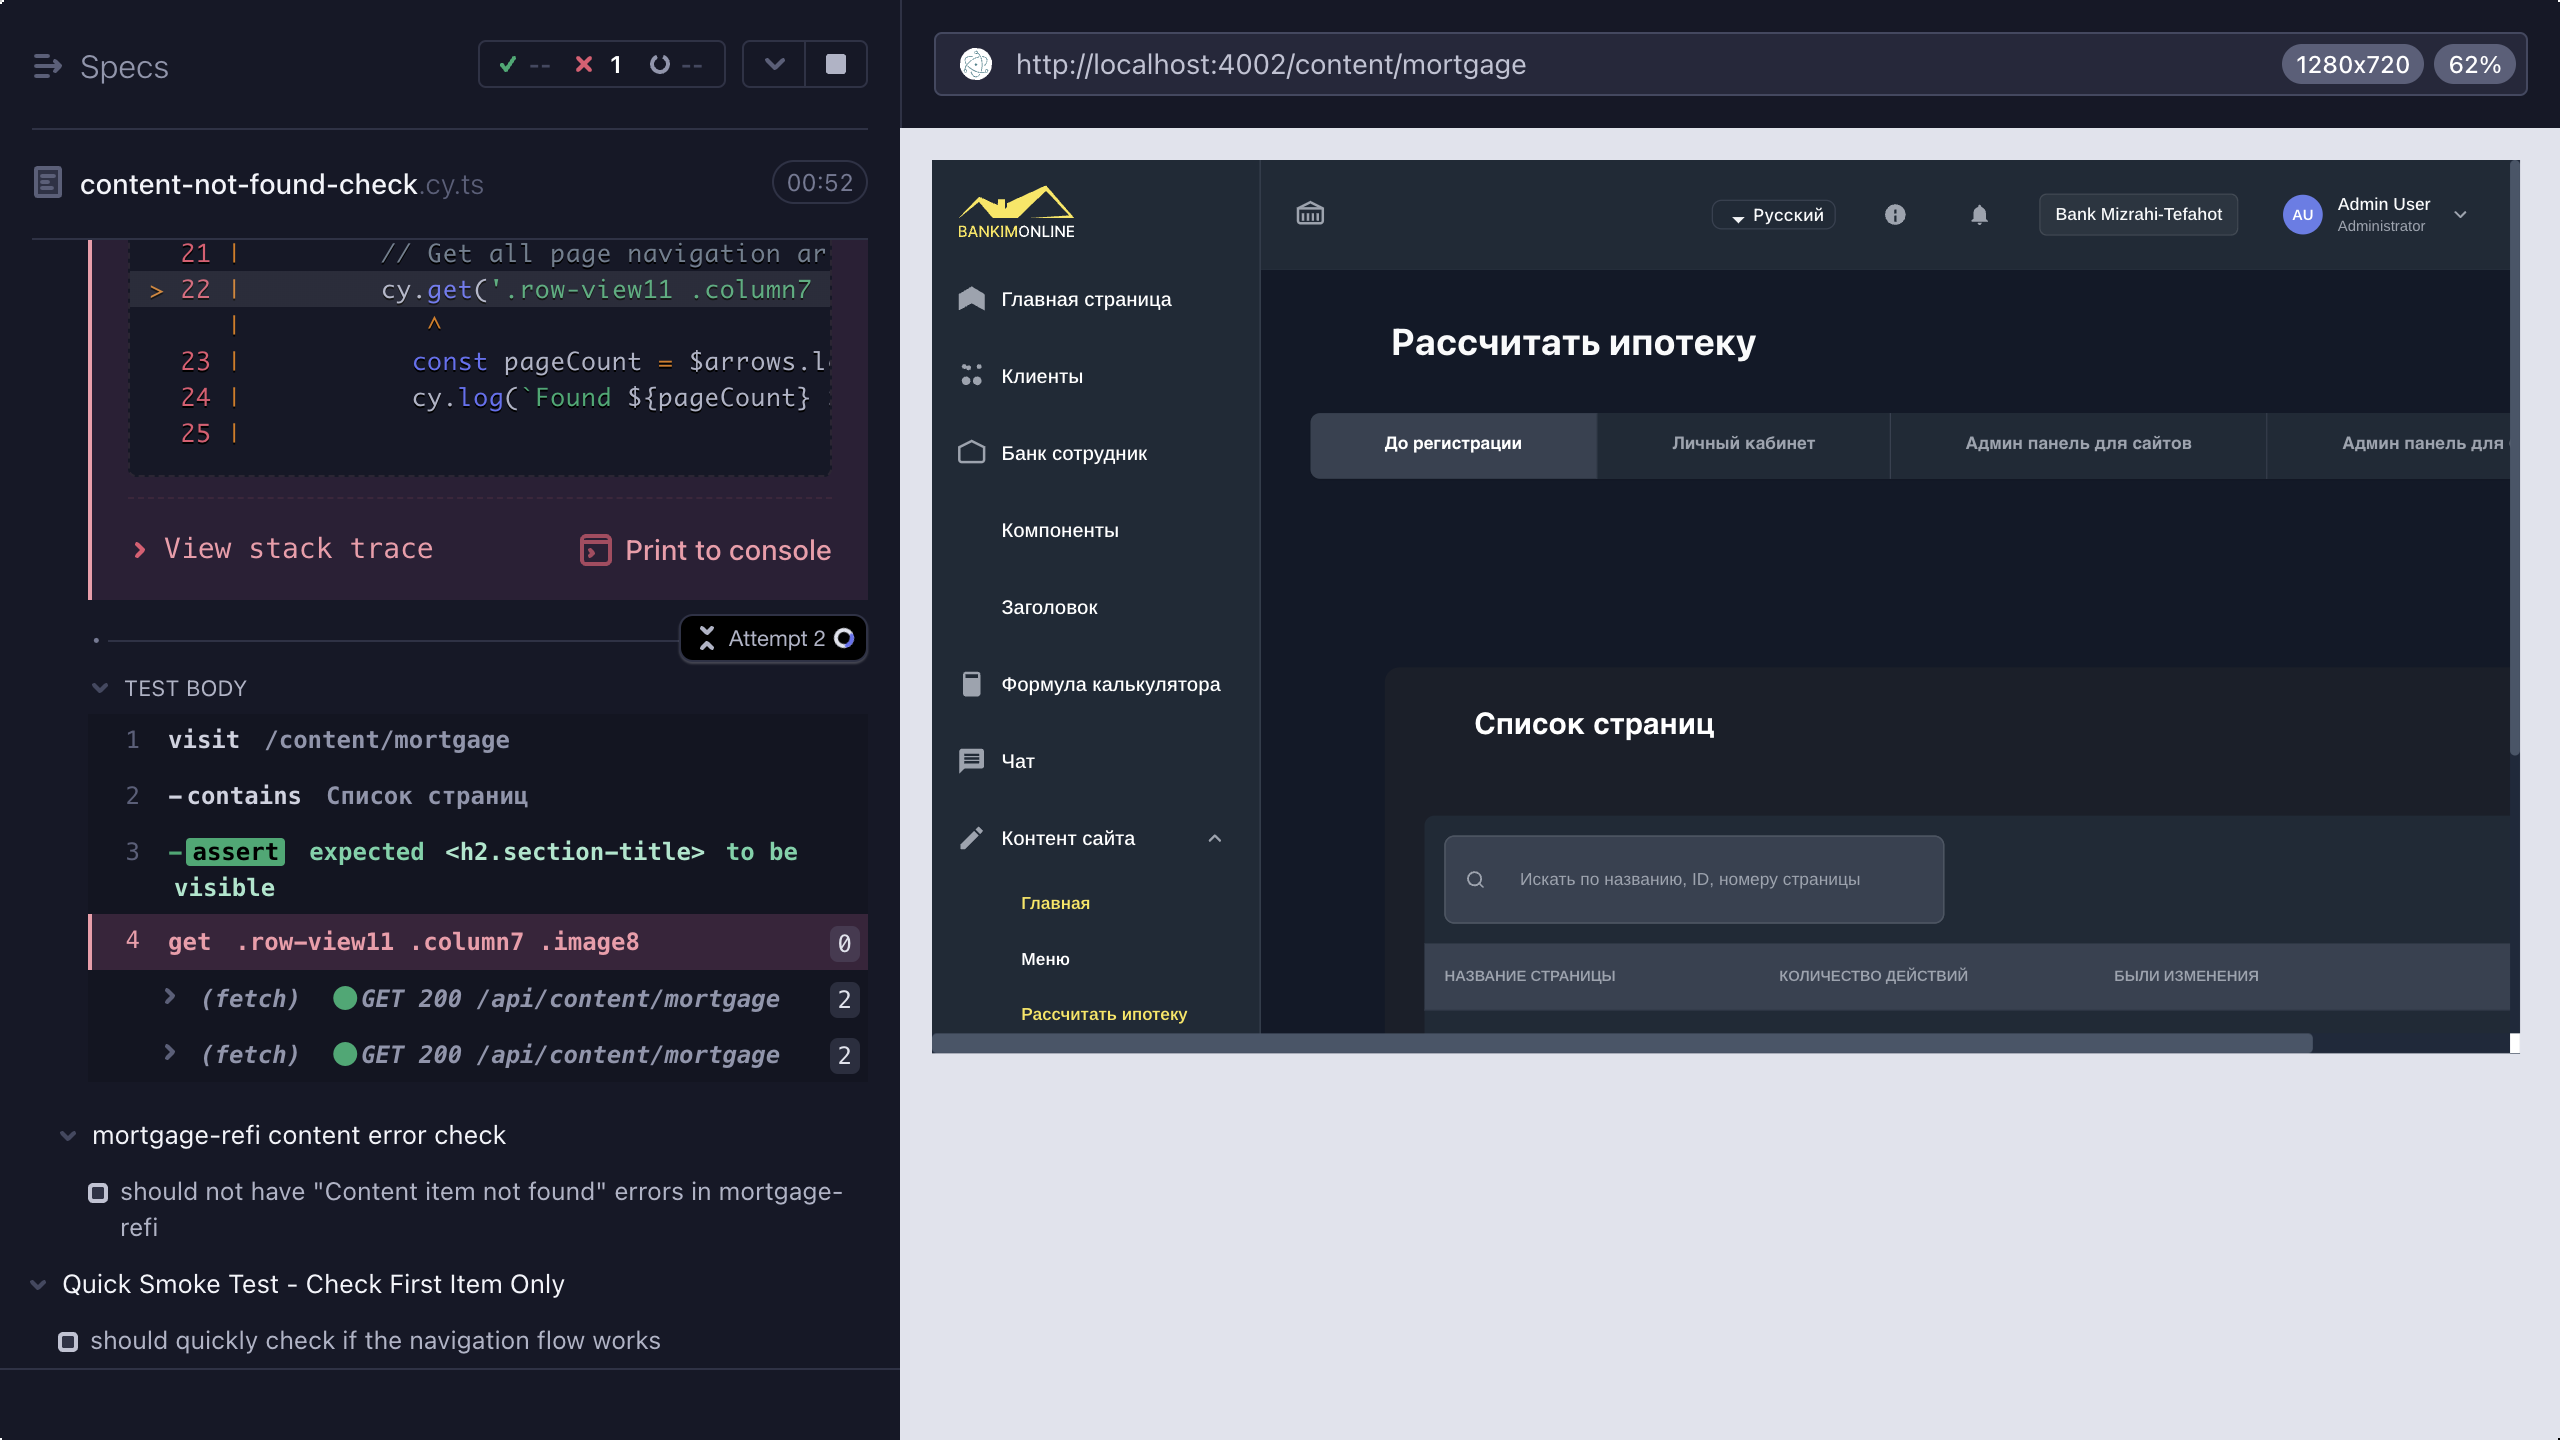 Specs
-- 1 --
content-not-found-check.cy.ts
00:52
21 | // Get all page navigation ar
> 22 | cy.get('.row-view11 .column7
| ^
23 | const pageCount = $arrows.l
24 | cy.log(`Found ${pageCount}
25 |
View stack trace
Print to console
Attempt 2
TEST BODY
1 visit /content/mortgage
2 -contains Список страниц
3 -assert expected <h2.section-title> to be
visible
4 get .row-view11 .column7 .image8 0
(fetch) GET 200 /api/content/mortgage 2
(fetch) GET 200 /api/content/mortgage 2
mortgage-refi content error check
should not have "Content item not found" errors in mortgage-
refi
Quick Smoke Test - Check First Item Only
should quickly check if the navigation flow works
http://localhost:4002/content/mortgage
1280x720
62%
BANKIMONLINE
Русский
Bank Mizrahi-Tefahot
AU
Admin User
Administrator
Главная страница
Клиенты
Банк сотрудник
Компоненты
Заголовок
Формула калькулятора
Чат
Контент сайта
Главная
Меню
Рассчитать ипотеку
Рассчитать ипотеку
До регистрации
Личный кабинет
Админ панель для сайтов
Админ панель для
Список страниц
Искать по названию, ID, номеру страницы
НАЗВАНИЕ СТРАНИЦЫ
КОЛИЧЕСТВО ДЕЙСТВИЙ
БЫЛИ ИЗМЕНЕНИЯ